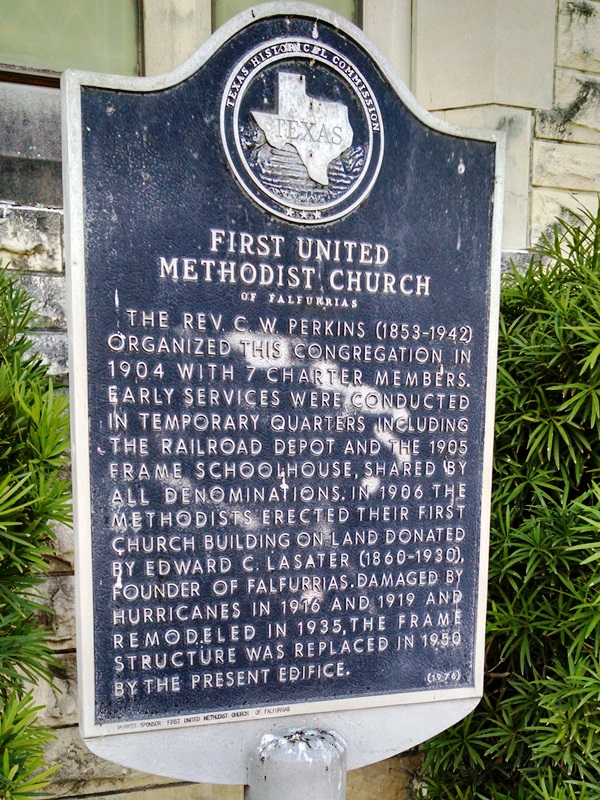 TEXAS HISTORICAL COMMISSION
TEXAS
FIRST UNITED
METHODIST CHURCH
OF FALFURRIAS
THE REV. C. W. PERKINS (1853-1942)
ORGANIZED THIS CONGREGATION IN
1904 WITH 7 CHARTER MEMBERS.
EARLY SERVICES WERE CONDUCTED
IN TEMPORARY QUARTERS INCLUDING
THE RAILROAD DEPOT AND THE 1905
FRAME SCHOOLHOUSE, SHARED BY
ALL DENOMINATIONS. IN 1906 THE
METHODISTS ERECTED THEIR FIRST
CHURCH BUILDING ON LAND DONATED
BY EDWARD C. LASATER (1860-1930),
FOUNDER OF FALFURRIAS. DAMAGED BY
HURRICANES IN 1916 AND 1919 AND
REMODELED IN 1935, THE FRAME
STRUCTURE WAS REPLACED IN 1950
BY THE PRESENT EDIFICE.
(1976)
MARKER SPONSOR: FIRST UNITED METHODIST CHURCH OF FALFURRIAS